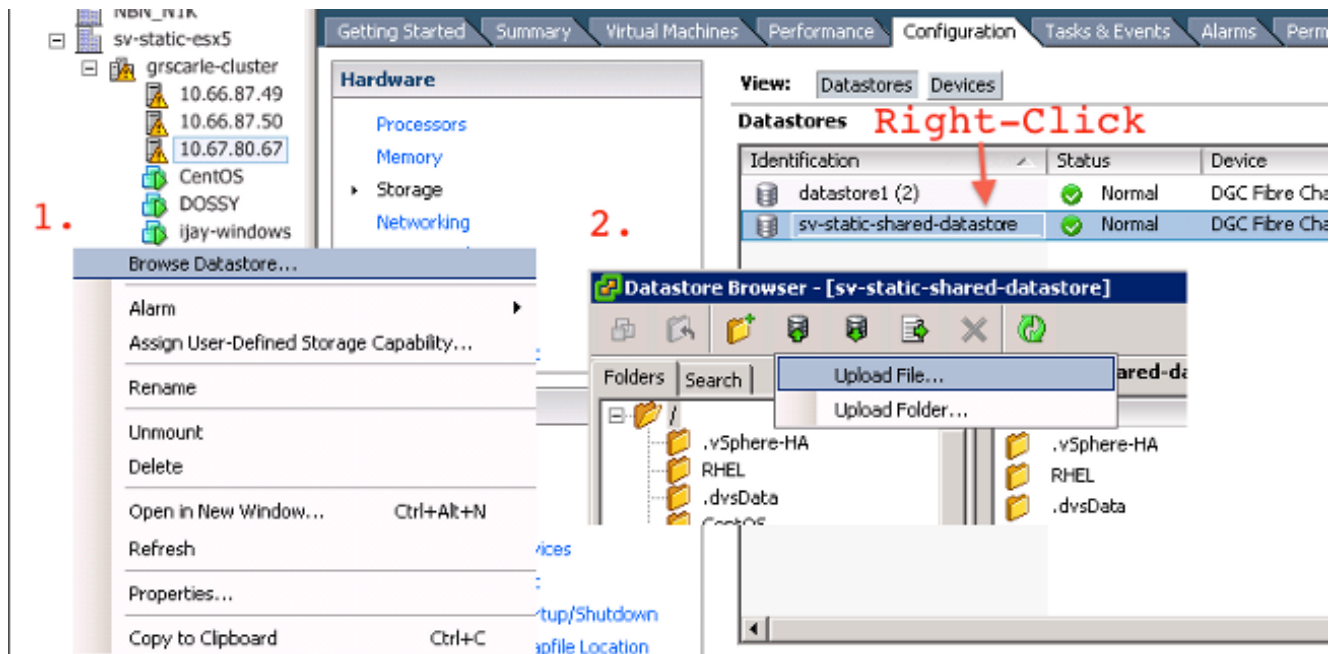 NBN_N1K
sv-static-esx5
grscarle-cluster
10.66.87.49
10.66.87.50
10.67.80.67
CentOS
DOSSY
ijay-windows
1.
Getting Started Summary Virtual Machines Performance Configuration Tasks & Events Alarms Perm
Hardware
Processors
Memory
Storage
Networking
View: Datastores Devices
Datastores
Right-Click
Identification Status Device
datastore1 (2) Normal DGC Fibre Cha
sv-static-shared-datastore Normal DGC Fibre Cha
2.
Browse Datastore...
Alarm
Assign User-Defined Storage Capability...
Rename
Unmount
Delete
Open in New Window... Ctrl+Alt+N
Refresh
Properties...
Copy to Clipboard Ctrl+C
Datastore Browser - [sv-static-shared-datastore]
Folders Search
Upload File...
Upload Folder...
ared-da
/
.vSphere-HA
RHEL
.dvsData
CentOS
.vSphere-HA
RHEL
.dvsData
vices
rtup/Shutdown
apfile Location